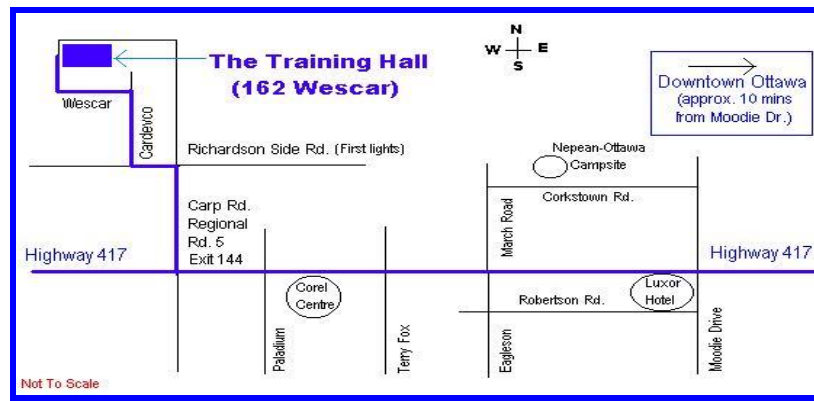 N
W E
S
The Training Hall
(162 Wescar)
Downtown Ottawa
(approx. 10 mins
from Moodie Dr.)
Wescar
Cardevco
Richardson Side Rd. (First lights)
Nepean-Ottawa
Campsite
Corkstown Rd.
Carp Rd.
Regional
Rd. 5
Exit 144
March Road
Highway 417
Highway 417
Corel
Centre
Luxor
Hotel
Robertson Rd.
Paladium
Terry Fox
Eagleson
Moodie Drive
Not To Scale